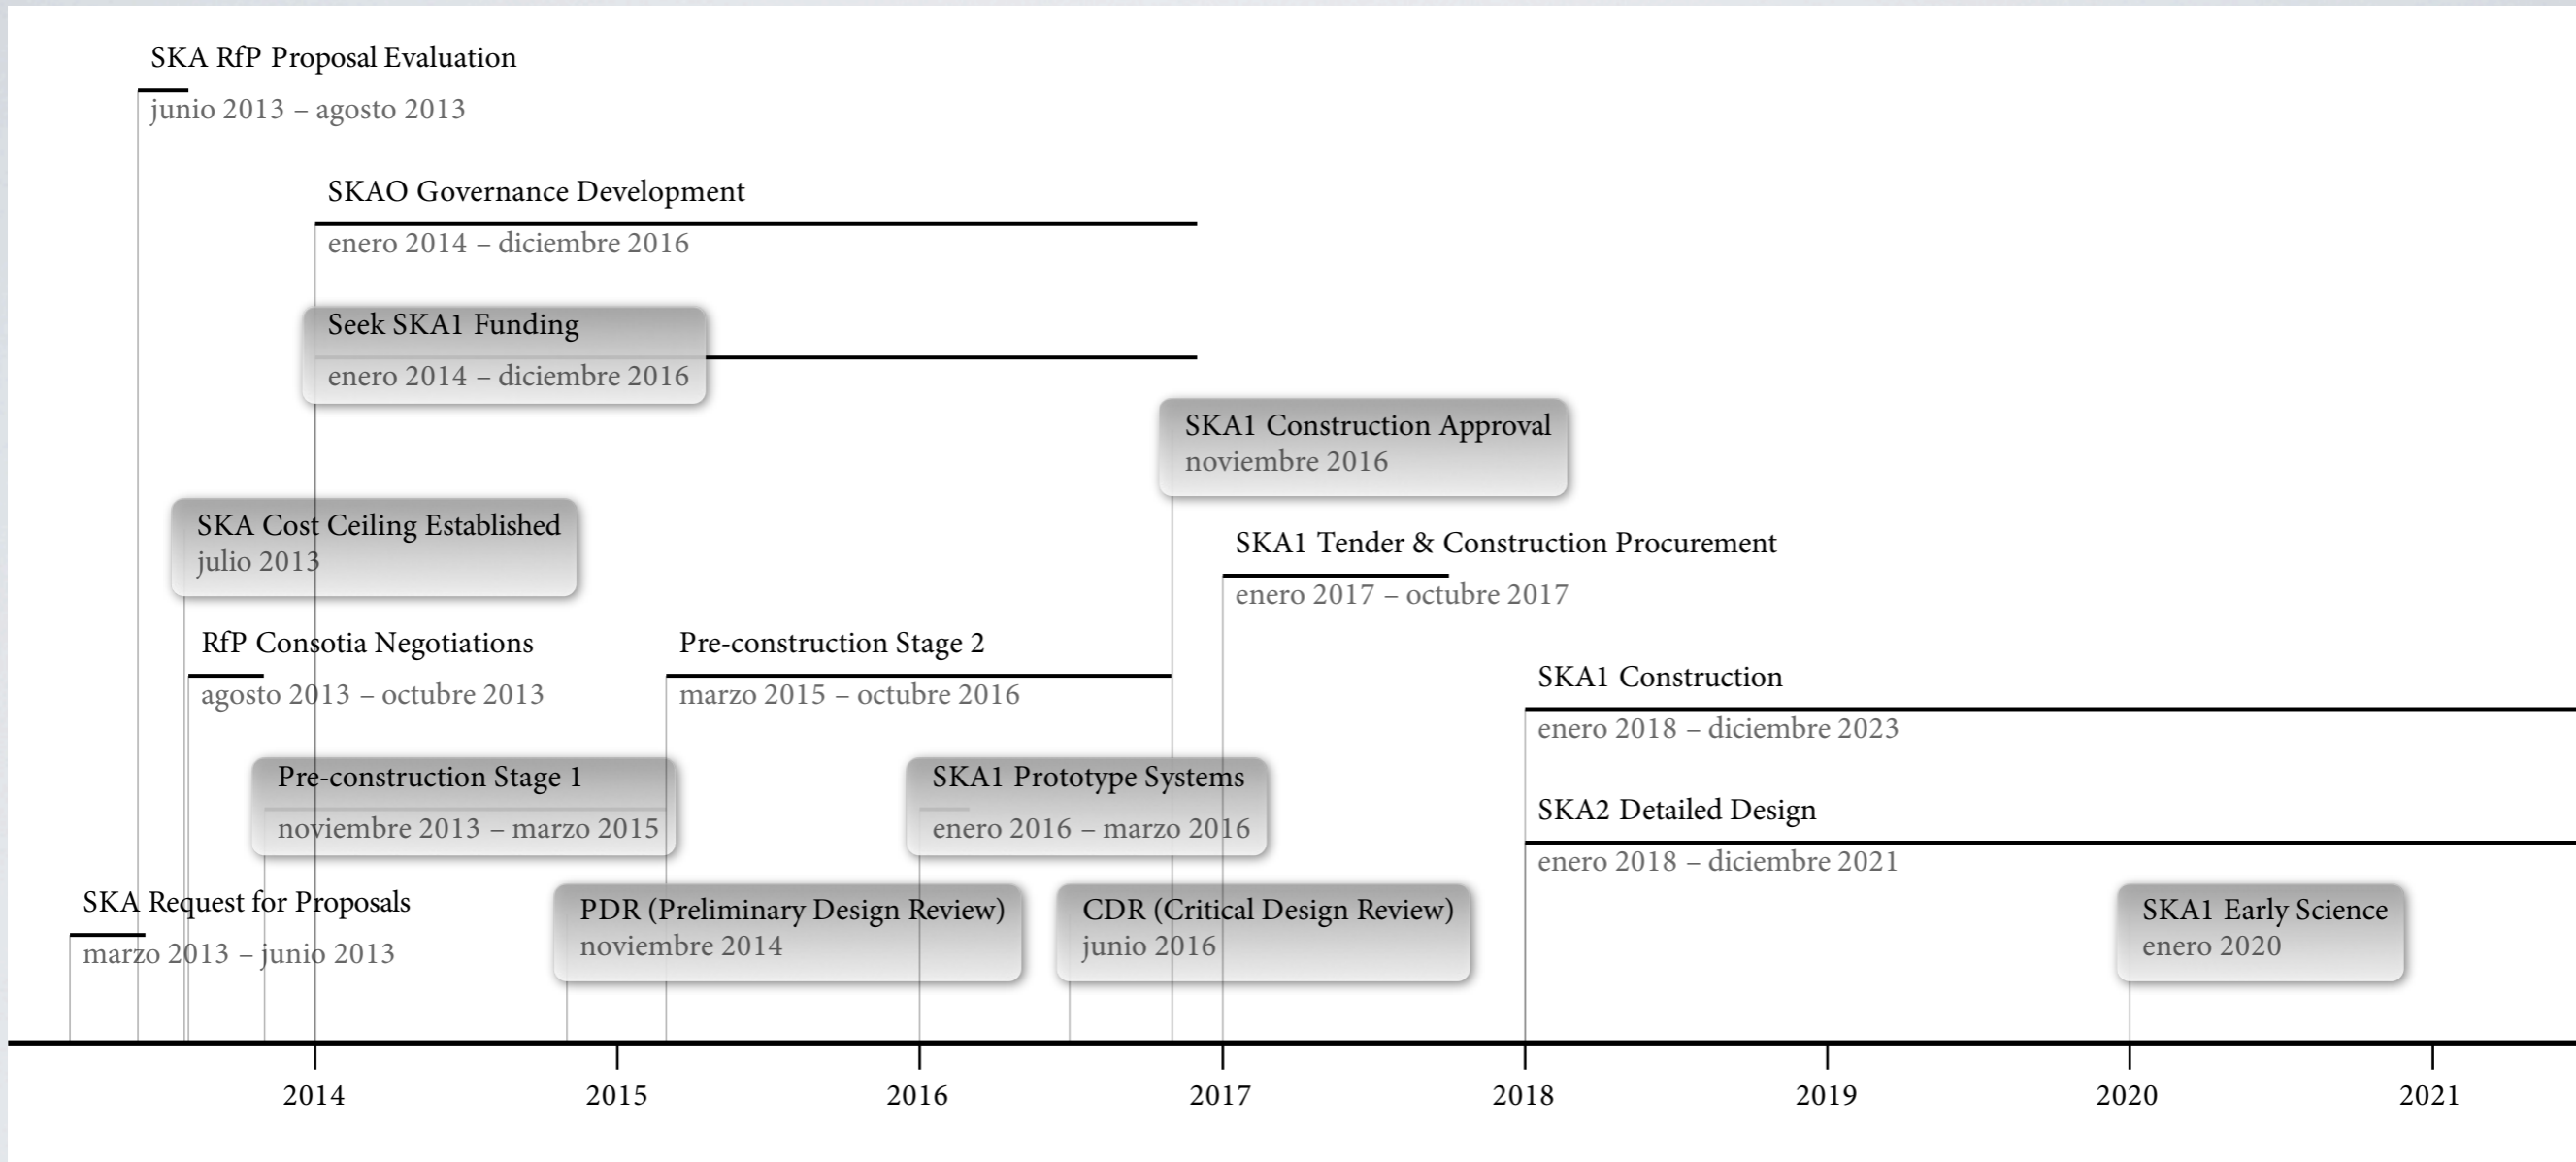 SKA RfP Proposal Evaluation
junio 2013 – agosto 2013
SKAO Governance Development
enero 2014 – diciembre 2016
Seek SKA1 Funding
enero 2014 – diciembre 2016
SKA1 Construction Approval
noviembre 2016
SKA Cost Ceiling Established
julio 2013
SKA1 Tender & Construction Procurement
enero 2017 – octubre 2017
RfP Consotia Negotiations
agosto 2013 – octubre 2013
Pre-construction Stage 2
marzo 2015 – octubre 2016
SKA1 Construction
enero 2018 – diciembre 2023
Pre-construction Stage 1
noviembre 2013 – marzo 2015
SKA1 Prototype Systems
enero 2016 – marzo 2016
SKA2 Detailed Design
enero 2018 – diciembre 2021
SKA Request for Proposals
marzo 2013 – junio 2013
PDR (Preliminary Design Review)
noviembre 2014
CDR (Critical Design Review)
junio 2016
SKA1 Early Science
enero 2020
2014 2015 2016 2017 2018 2019 2020 2021